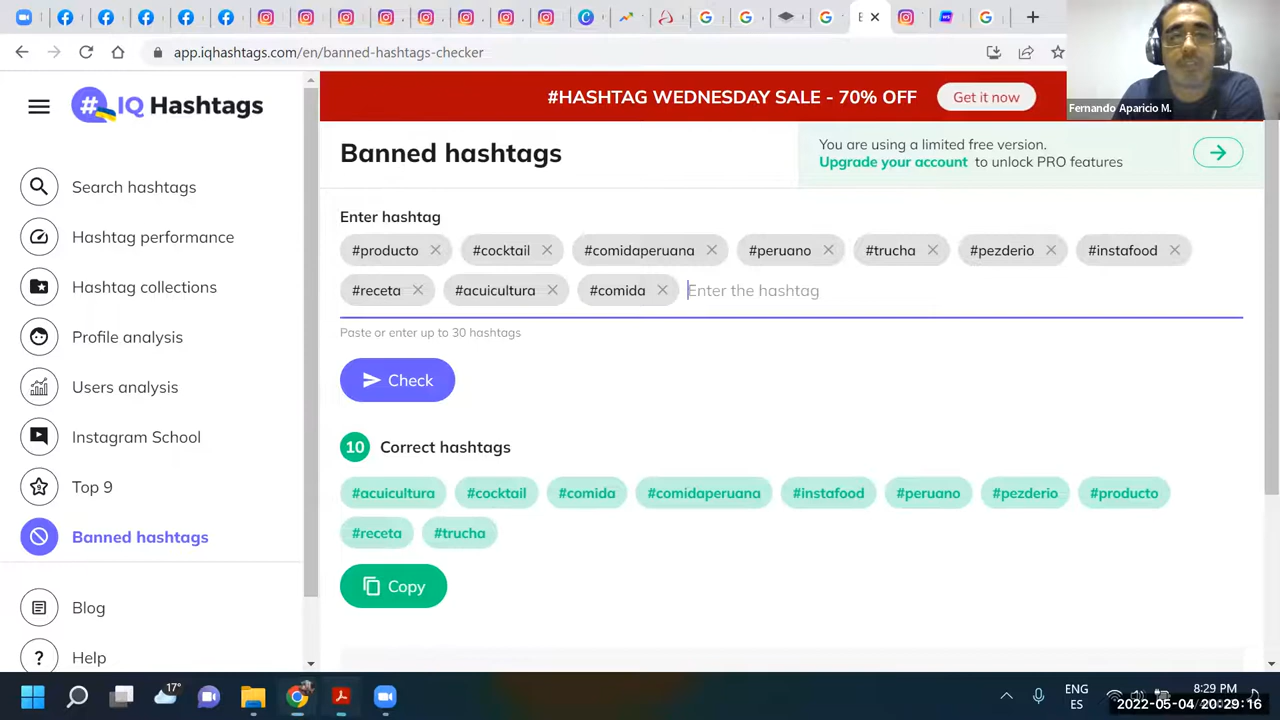 app.iqhashtags.com/en/banned-hashtags-checker
# IQ Hashtags
#HASHTAG WEDNESDAY SALE - 70% OFF
Get it now
Fernando Aparicio M.
Banned hashtags
You are using a limited free version.
Upgrade your account to unlock PRO features
Search hashtags
Hashtag performance
Hashtag collections
Profile analysis
Users analysis
Instagram School
Top 9
Banned hashtags
Blog
Help
Enter hashtag
#producto #cocktail #comidaperuana #peruano #trucha #pezderio #instafood
#receta #acuicultura #comida Enter the hashtag
Paste or enter up to 30 hashtags
Check
10 Correct hashtags
#acuicultura #cocktail #comida #comidaperuana #instafood #peruano #pezderio #producto
#receta #trucha
Copy
17°
ENG
ES
8:29 PM
2022-05-04 20:29:16